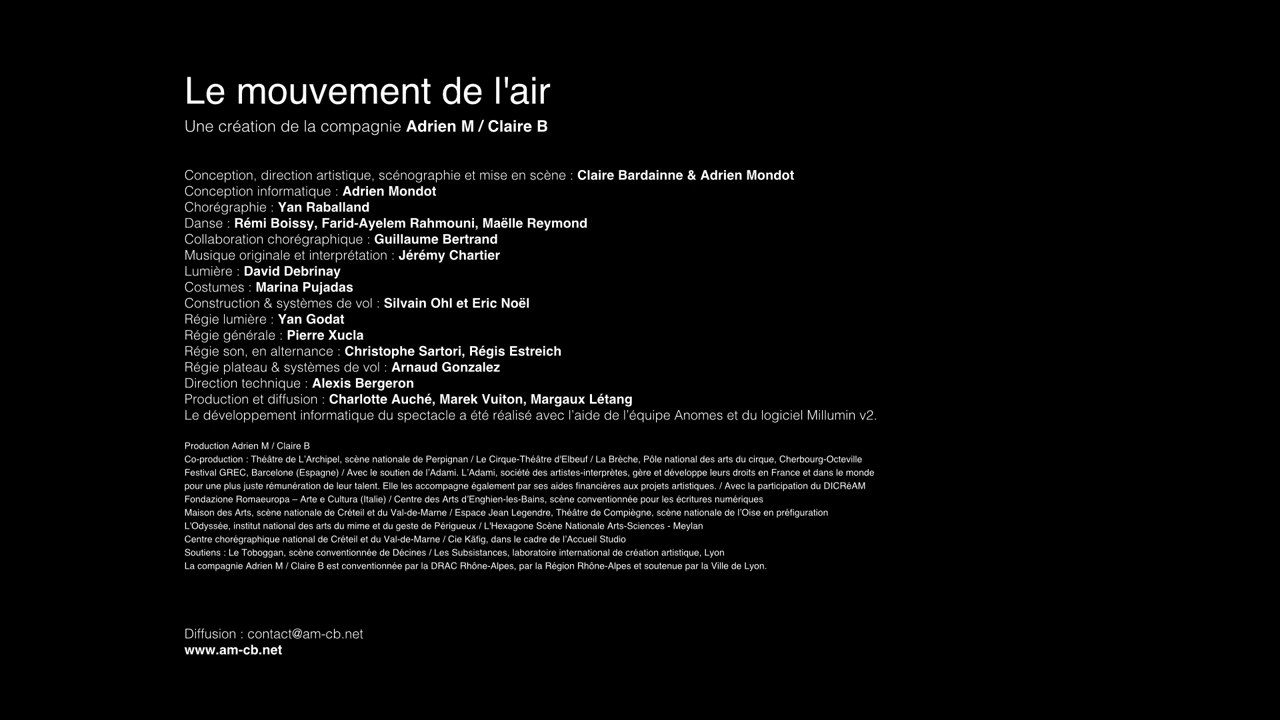 Le mouvement de l'air
Une création de la compagnie Adrien M / Claire B
Conception, direction artistique, scénographie et mise en scène : Claire Bardainne & Adrien Mondot
Conception informatique : Adrien Mondot
Chorégraphie : Yan Raballand
Danse : Rémi Boissy, Farid-Ayelem Rahmouni, Maëlle Reymond
Collaboration chorégraphique : Guillaume Bertrand
Musique originale et interprétation : Jérémy Chartier
Lumière : David Debrinay
Costumes : Marina Pujadas
Construction & systèmes de vol : Silvain Ohl et Eric Noël
Régie lumière : Yan Godat
Régie générale : Pierre Xucla
Régie son, en alternance : Christophe Sartori, Régis Estreich
Régie plateau & systèmes de vol : Arnaud Gonzalez
Direction technique : Alexis Bergeron
Production et diffusion : Charlotte Auché, Marek Vuiton, Margaux Létang
Le développement informatique du spectacle a été réalisé avec l’aide de l’équipe Anomes et du logiciel Millumin v2.
Production Adrien M / Claire B
Co-production : Théâtre de L'Archipel, scène nationale de Perpignan / Le Cirque-Théâtre d'Elbeuf / La Brèche, Pôle national des arts du cirque, Cherbourg-Octeville
Festival GREC, Barcelone (Espagne) / Avec le soutien de l’Adami. L’Adami, société des artistes-interprètes, gère et développe leurs droits en France et dans le monde
pour une plus juste rémunération de leur talent. Elle les accompagne également par ses aides financières aux projets artistiques. / Avec la participation du DICRéAM
Fondazione Romaeuropa – Arte e Cultura (Italie) / Centre des Arts d’Enghien-les-Bains, scène conventionnée pour les écritures numériques
Maison des Arts, scène nationale de Créteil et du Val-de-Marne / Espace Jean Legendre, Théâtre de Compiègne, scène nationale de l’Oise en préfiguration
L'Odyssée, institut national des arts du mime et du geste de Périgueux / L'Hexagone Scène Nationale Arts-Sciences - Meylan
Centre chorégraphique national de Créteil et du Val-de-Marne / Cie Käfig, dans le cadre de l’Accueil Studio
Soutiens : Le Toboggan, scène conventionnée de Décines / Les Subsistances, laboratoire international de création artistique, Lyon
La compagnie Adrien M / Claire B est conventionnée par la DRAC Rhône-Alpes, par la Région Rhône-Alpes et soutenue par la Ville de Lyon.
Diffusion : contact@am-cb.net
www.am-cb.net